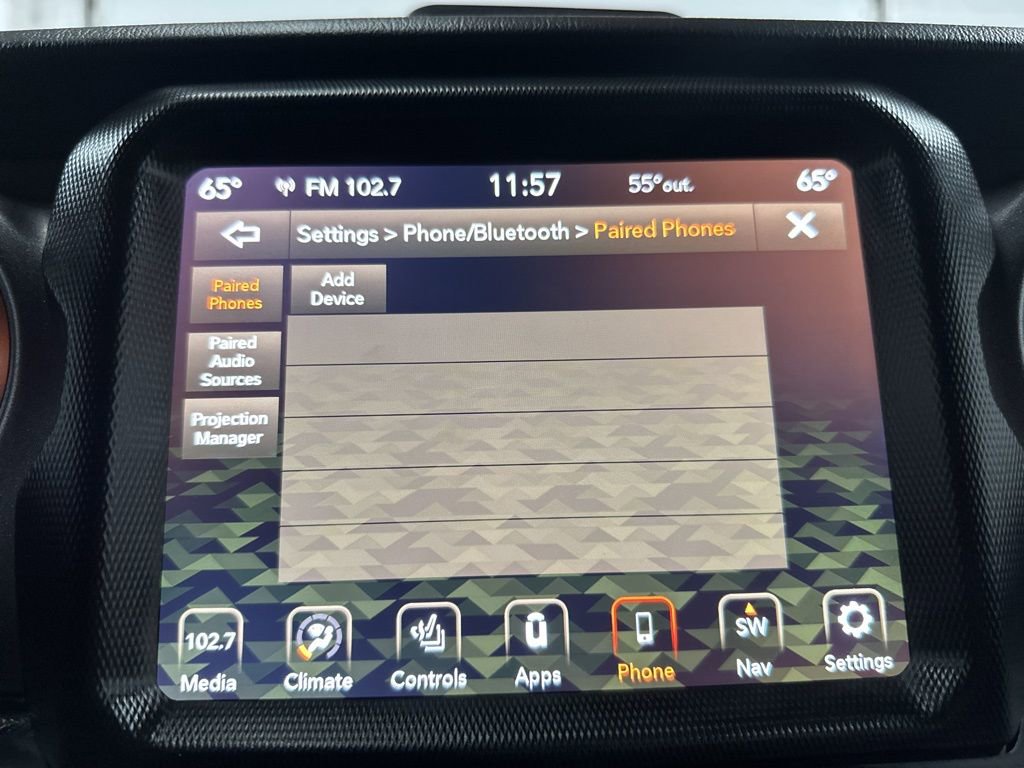 65° FM 102.7 11:57 55° out. 65°
Settings > Phone/Bluetooth > Paired Phones
Paired
Phones
Add
Device
Paired
Audio
Sources
Projection
Manager
102.7
Media
Climate
Controls
Apps
Phone
SW
Nav
Settings